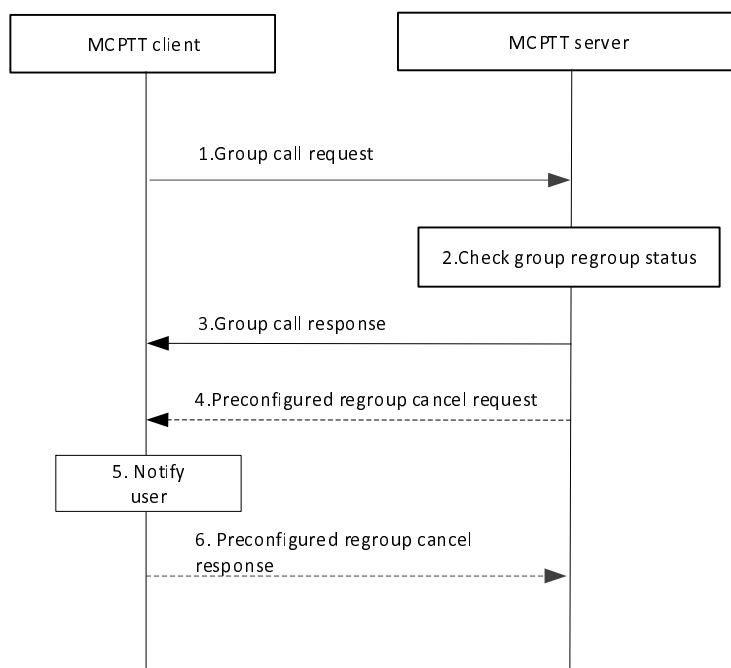 MCPTT client
MCPTT server
1.Group call request
2.Check group regroup status
3.Group call response
4.Preconfigured regroup cancel request
5. Notify
user
6. Preconfigured regroup cancel
response